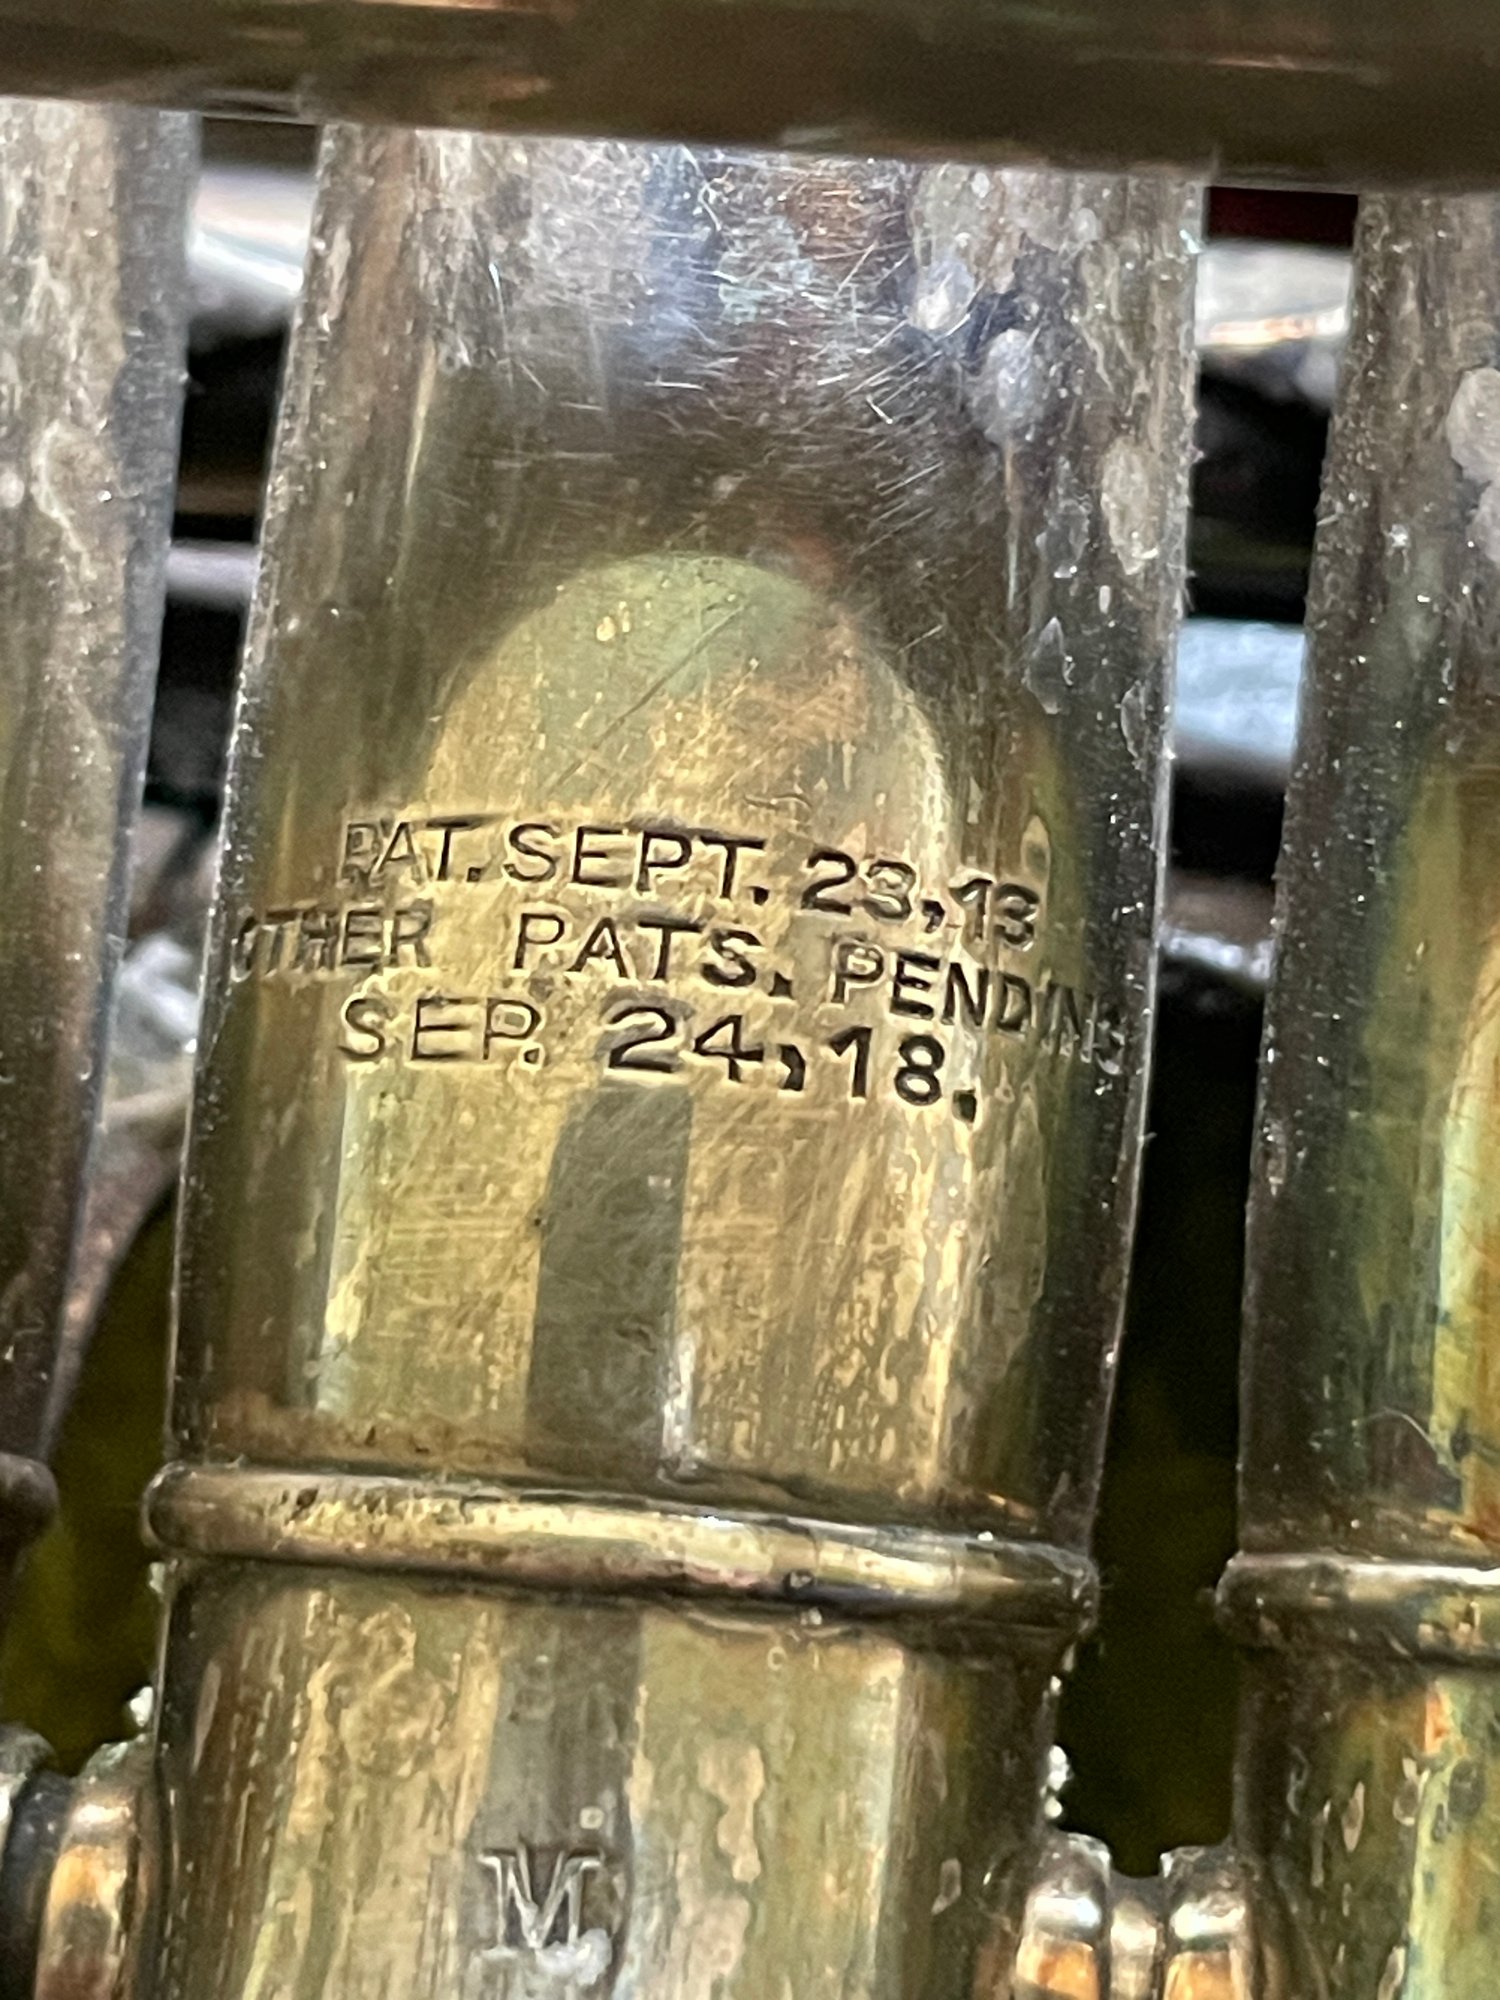 PAT. SEPT. 23, 13
OTHER PATS. PENDING
SEP. 24, 18.
M